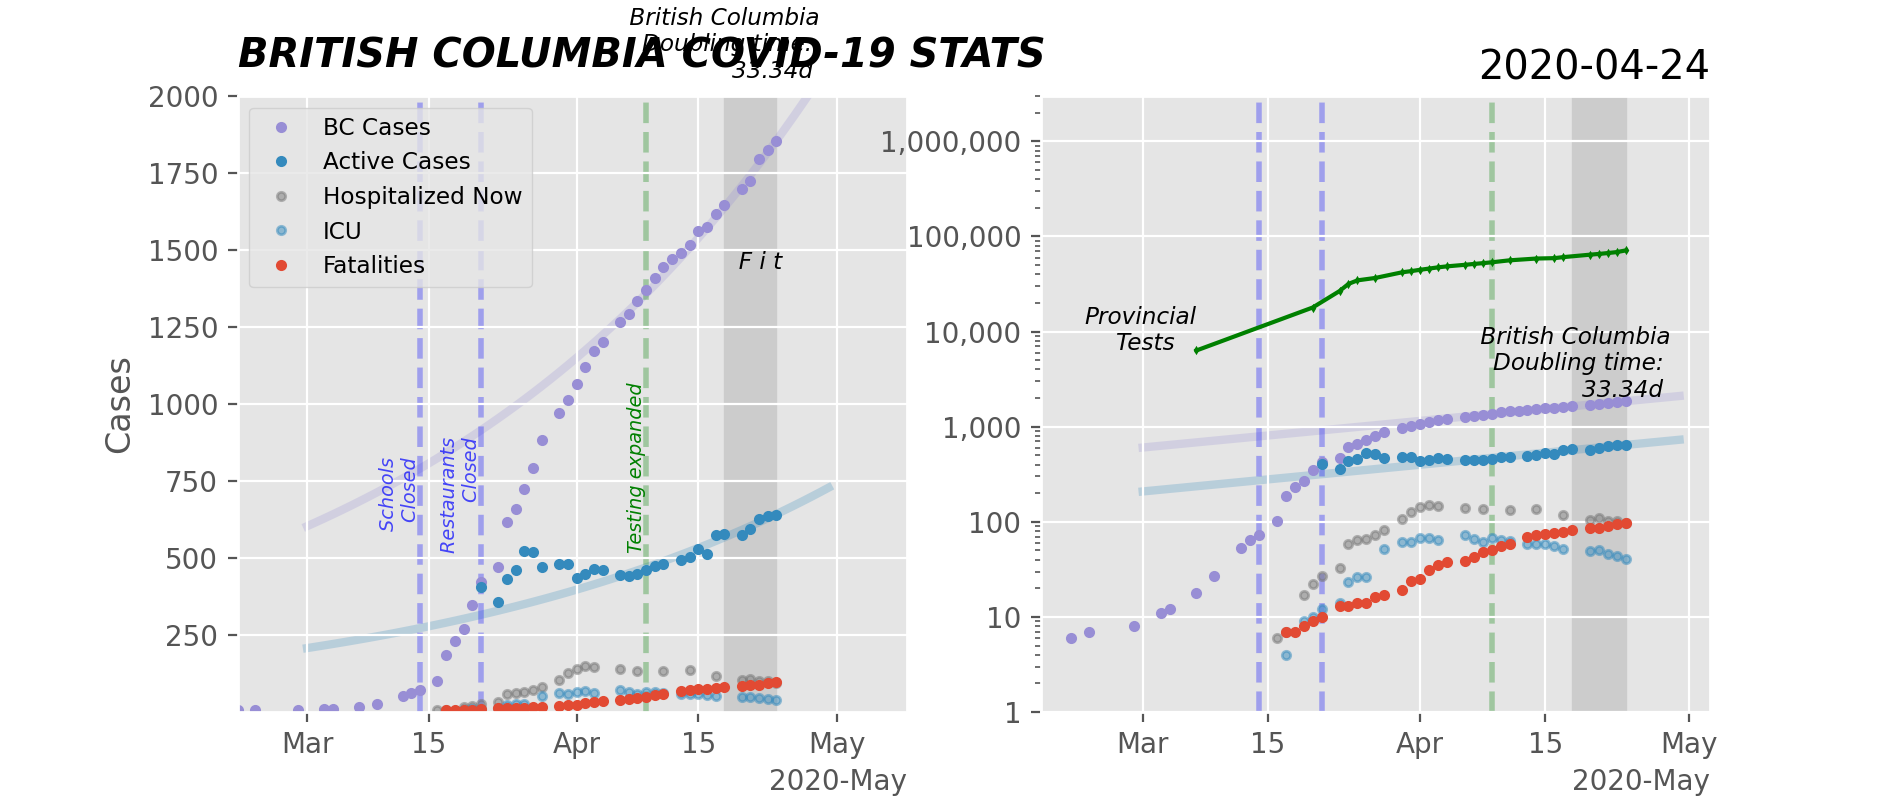 British Columbia
Doubling time:
33.34d
BRITISH COLUMBIA COVID-19 STATS
2020-04-24
Cases
2000
1750
1500
1250
1000
750
500
250
BC Cases
Active Cases
Hospitalized Now
ICU
Fatalities
F i t
Schools
Closed
Restaurants
Closed
Testing expanded
Mar
15
Apr
15
May
2020-May
1,000,000
100,000
10,000
1,000
100
10
1
Provincial
Tests
British Columbia
Doubling time:
33.34d
Mar
15
Apr
15
May
2020-May